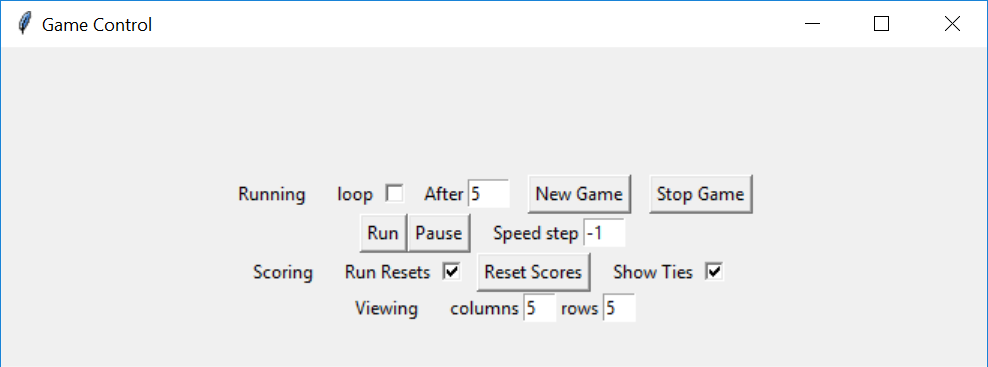 Game Control
Running loop After 5 New Game Stop Game
Run Pause Speed step -1
Scoring Run Resets Reset Scores Show Ties
Viewing columns 5 rows 5